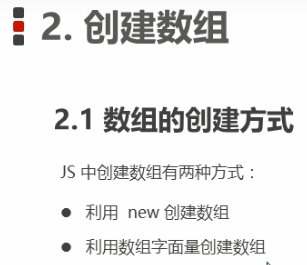 2. 创建数组
2.1 数组的创建方式
JS 中创建数组有两种方式：
● 利用 new 创建数组
● 利用数组字面量创建数组